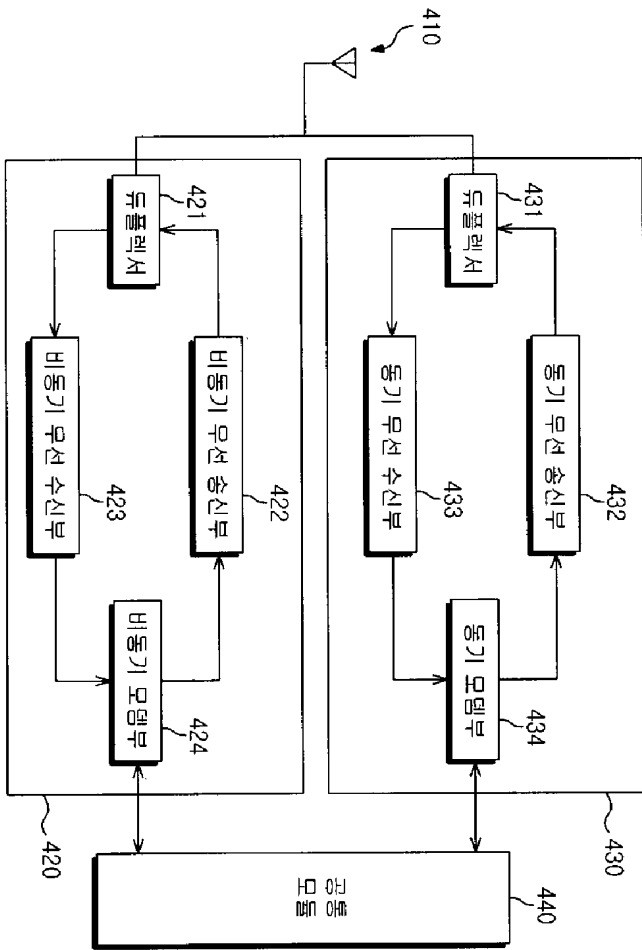 410
430
431
듀플렉서
432
동기 무선 송신부
433
동기 무선 수신부
434
동기 모뎀부
420
421
듀플렉서
422
비동기 무선 송신부
423
비동기 무선 수신부
424
비동기 모뎀부
440
공통
모듈